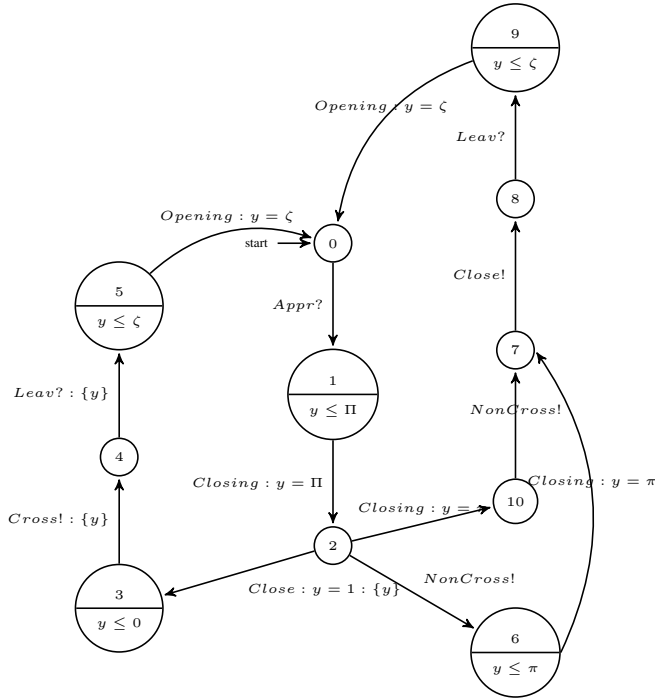 9
y ≤ ζ
Opening : y = ζ
Leav?
8
Opening : y = ζ
start
0
Close!
5
y ≤ ζ
Appr?
7
1
y ≤ Π
Leav? : {y}
NonCross!
4
Closing : y = Π
Closing : y = π
Closing : y =
10
Cross! : {y}
2
NonCross!
Close : y = 1 : {y}
3
y ≤ 0
6
y ≤ π